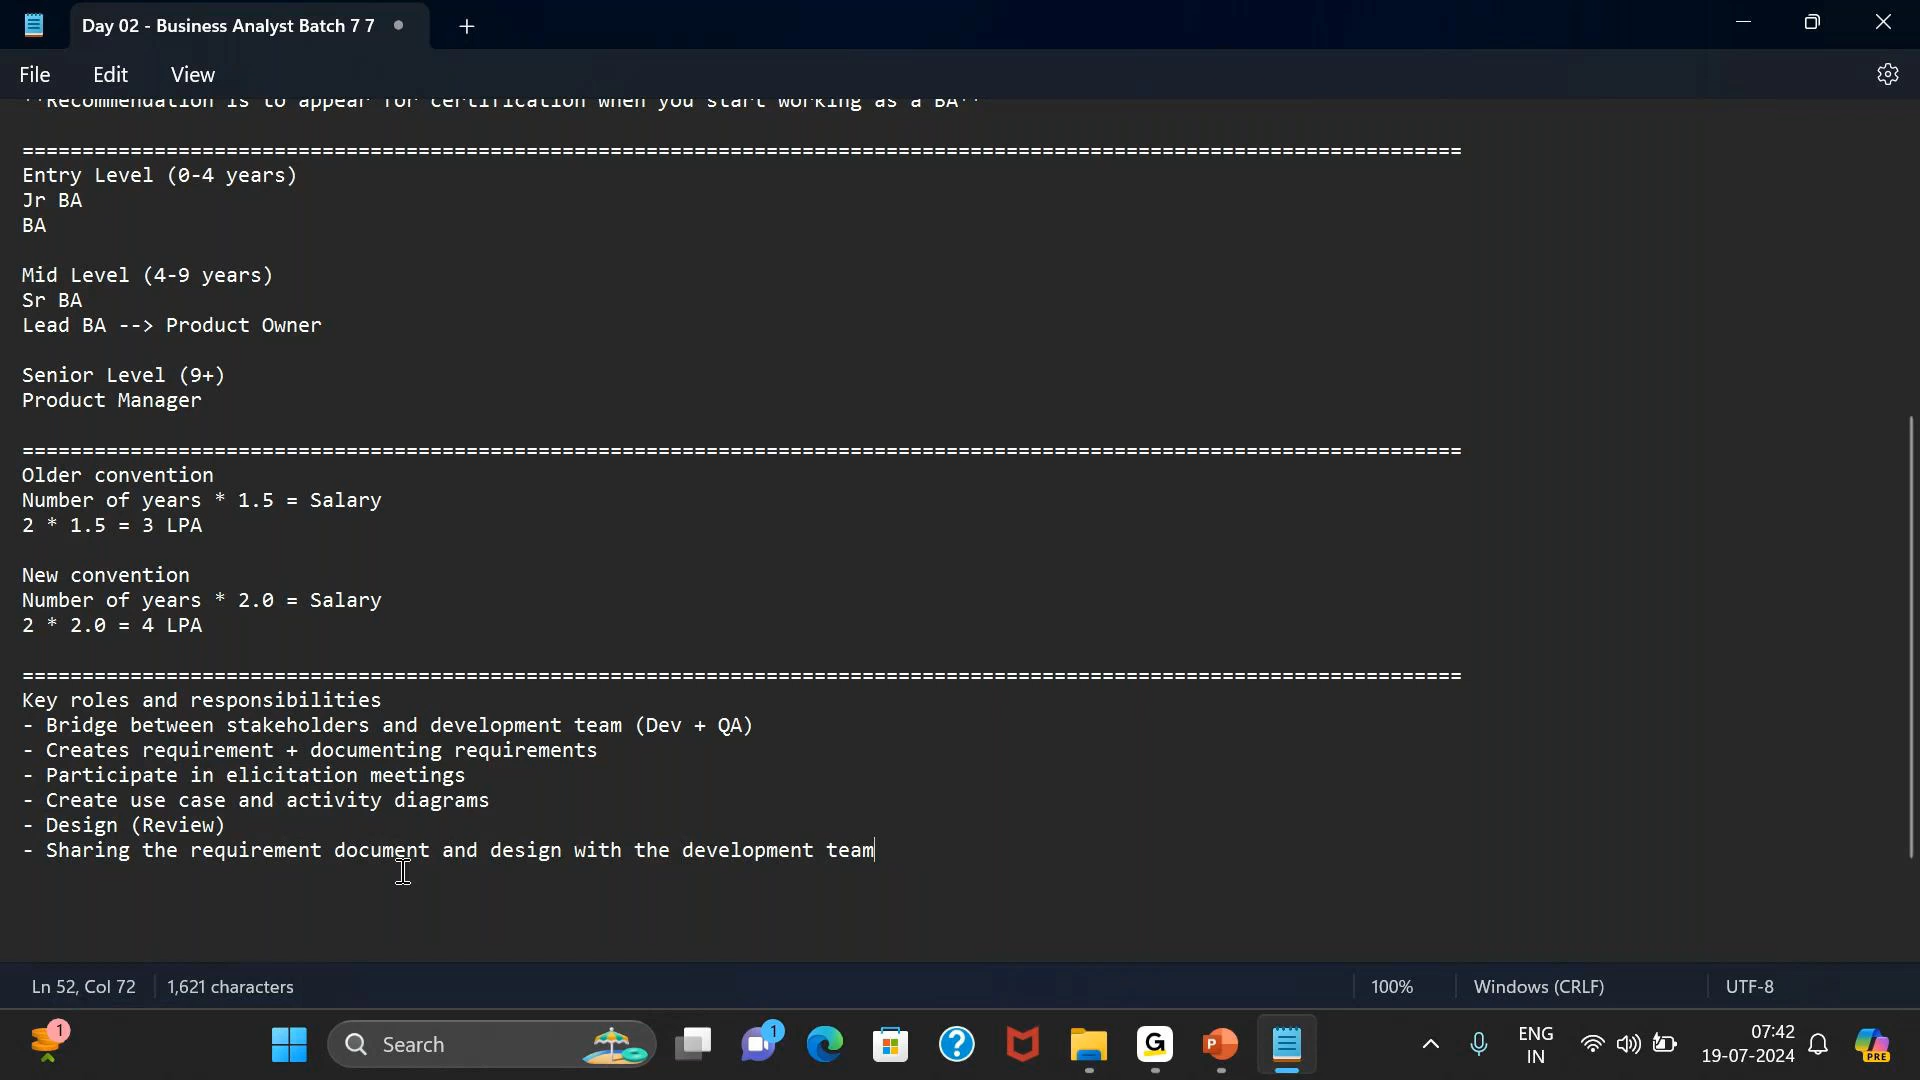 Day 02 - Business Analyst Batch 7 7
File Edit View
**Recommendation is to appear for certification when you start working as a BA**
========================================================================================================================
Entry Level (0-4 years)
Jr BA
BA
Mid Level (4-9 years)
Sr BA
Lead BA --> Product Owner
Senior Level (9+)
Product Manager
========================================================================================================================
Older convention
Number of years * 1.5 = Salary
2 * 1.5 = 3 LPA
New convention
Number of years * 2.0 = Salary
2 * 2.0 = 4 LPA
========================================================================================================================
Key roles and responsibilities
- Bridge between stakeholders and development team (Dev + QA)
- Creates requirement + documenting requirements
- Participate in elicitation meetings
- Create use case and activity diagrams
- Design (Review)
- Sharing the requirement document and design with the development team
Ln 52, Col 72 1,621 characters 100% Windows (CRLF) UTF-8
1 Search 1 G P ENG 07:42
IN 19-07-2024 PRE